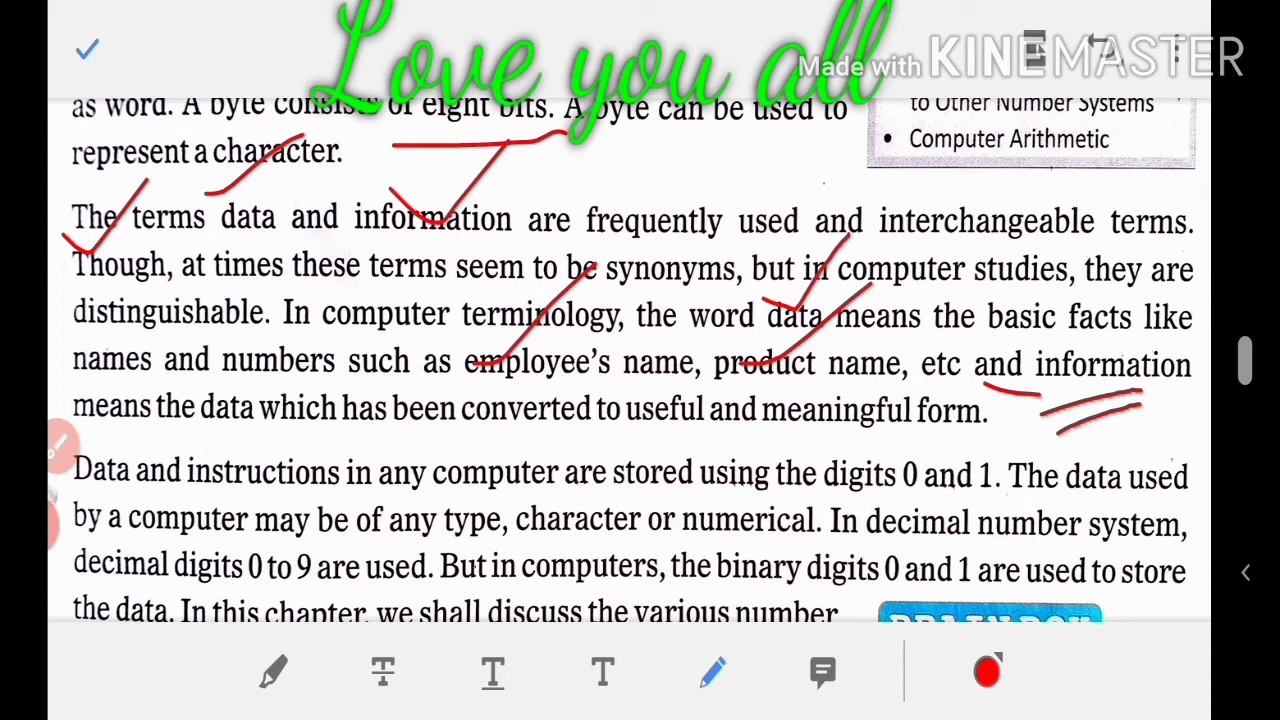 Love you all
Made with KINEMASTER
as word. A byte consists of eight bits. A byte can be used to
represent a character.
to Other Number Systems
• Computer Arithmetic
The terms data and information are frequently used and interchangeable terms.
Though, at times these terms seem to be synonyms, but in computer studies, they are
distinguishable. In computer terminology, the word data means the basic facts like
names and numbers such as employee's name, product name, etc and information
means the data which has been converted to useful and meaningful form.
Data and instructions in any computer are stored using the digits 0 and 1. The data used
by a computer may be of any type, character or numerical. In decimal number system,
decimal digits 0 to 9 are used. But in computers, the binary digits 0 and 1 are used to store
the data. In this chapter, we shall discuss the various number
BRAIN BOX
T
T
T